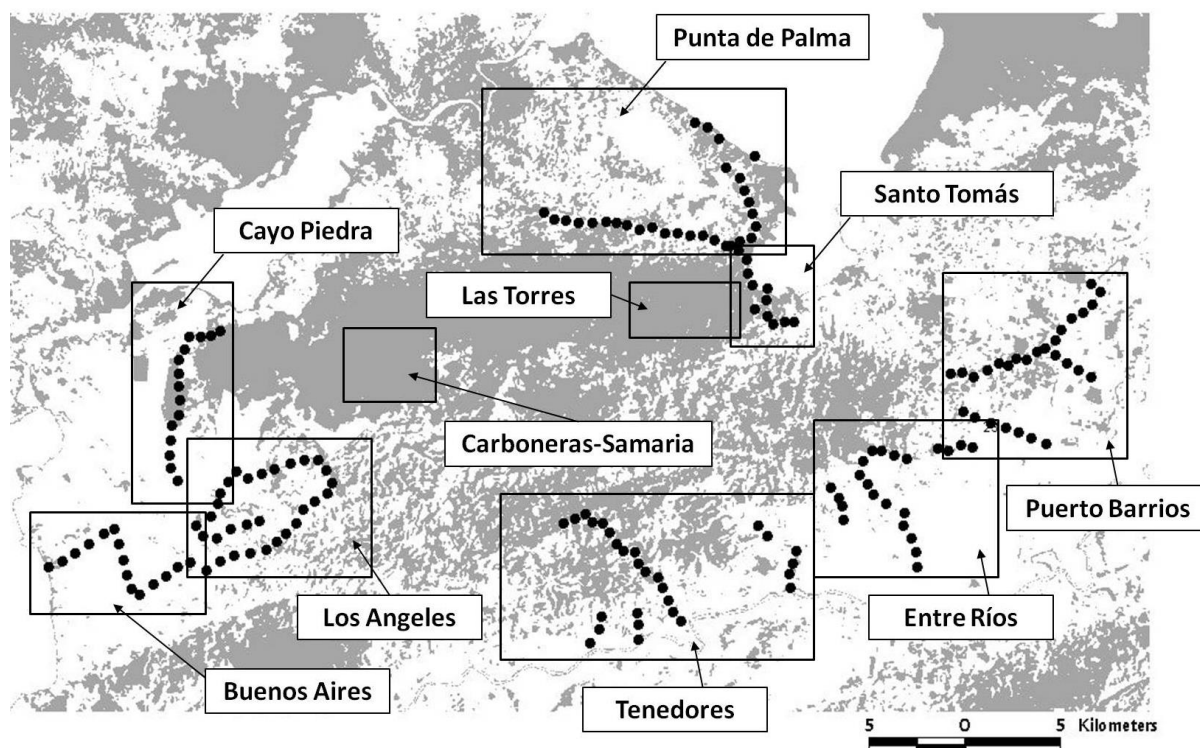 Punta de Palma
Santo Tomás
Cayo Piedra
Las Torres
Carboneras-Samaria
Puerto Barrios
Los Angeles
Entre Ríos
Buenos Aires
Tenedores
5 0 5 Kilometers